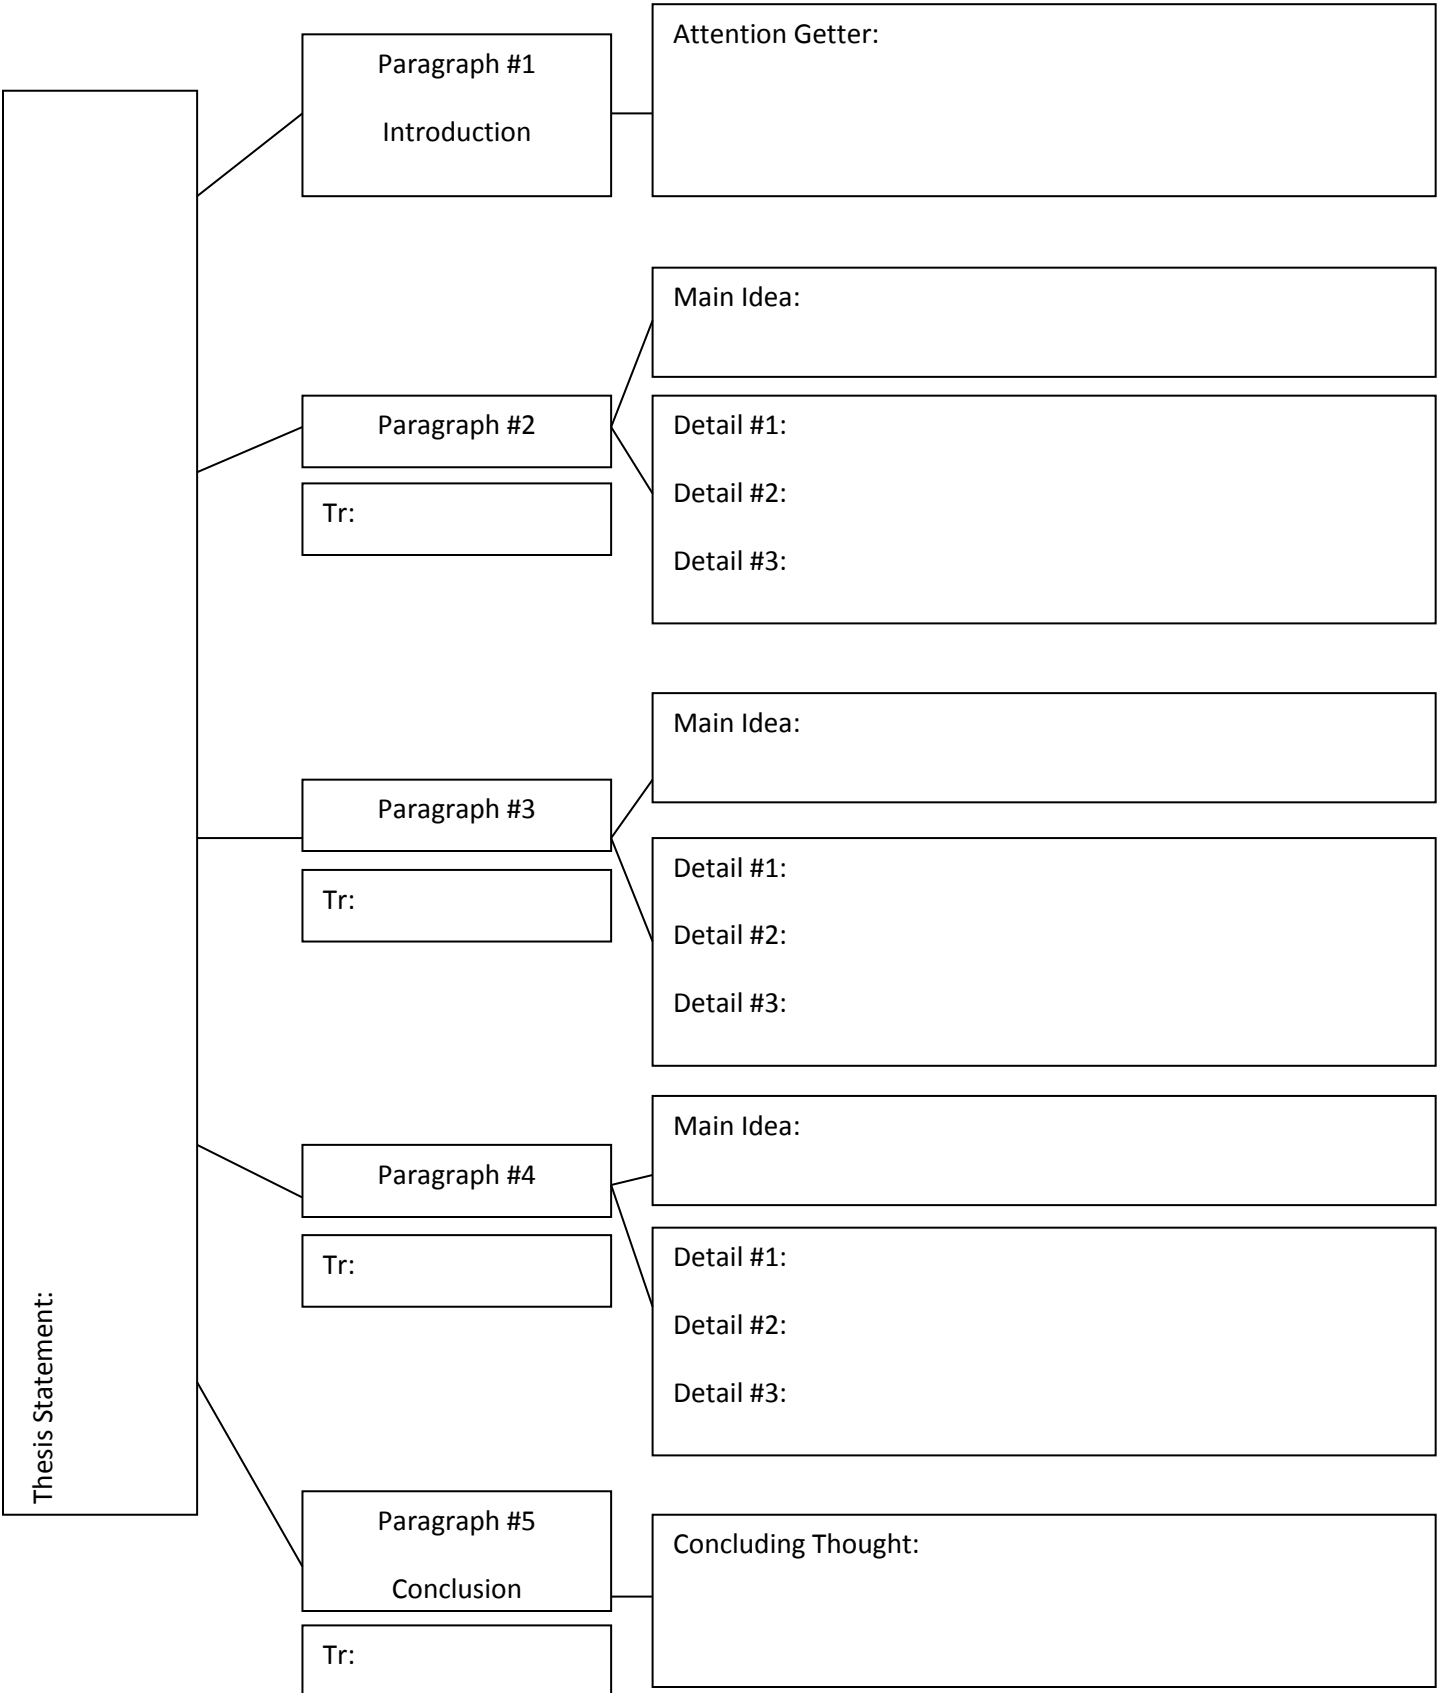 Thesis Statement:
Paragraph #1
Introduction
Attention Getter:
Paragraph #2
Tr:
Main Idea:
Detail #1:
Detail #2:
Detail #3:
Paragraph #3
Tr:
Main Idea:
Detail #1:
Detail #2:
Detail #3:
Paragraph #4
Tr:
Main Idea:
Detail #1:
Detail #2:
Detail #3:
Paragraph #5
Conclusion
Tr:
Concluding Thought: